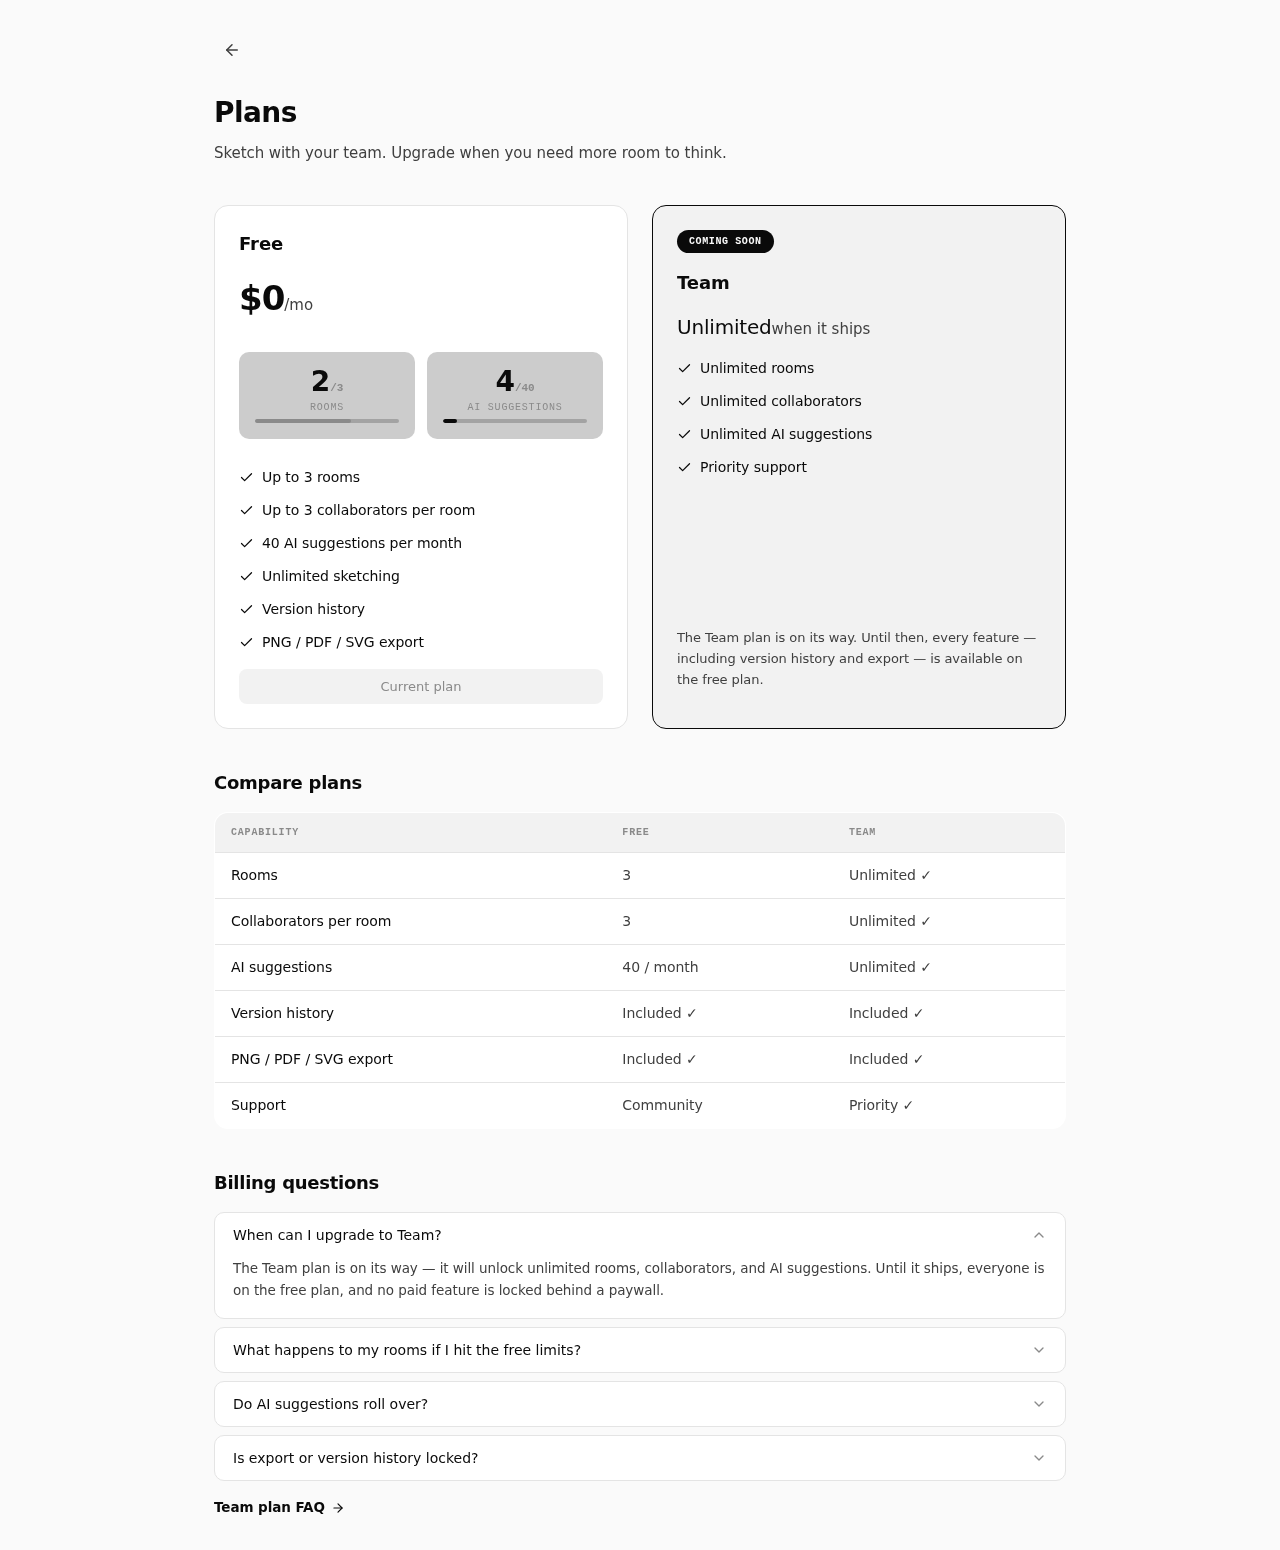 Plans
Sketch with your team. Upgrade when you need more room to think.
Free
$0/mo
2/3
ROOMS
4/40
AI SUGGESTIONS
Up to 3 rooms
Up to 3 collaborators per room
40 AI suggestions per month
Unlimited sketching
Version history
PNG / PDF / SVG export
Current plan
COMING SOON
Team
Unlimitedwhen it ships
Unlimited rooms
Unlimited collaborators
Unlimited AI suggestions
Priority support
The Team plan is on its way. Until then, every feature —
including version history and export — is available on
the free plan.
Compare plans
CAPABILITY FREE TEAM
Rooms 3 Unlimited ✓
Collaborators per room 3 Unlimited ✓
AI suggestions 40 / month Unlimited ✓
Version history Included ✓ Included ✓
PNG / PDF / SVG export Included ✓ Included ✓
Support Community Priority ✓
Billing questions
When can I upgrade to Team?
The Team plan is on its way — it will unlock unlimited rooms, collaborators, and AI suggestions. Until it ships, everyone is
on the free plan, and no paid feature is locked behind a paywall.
What happens to my rooms if I hit the free limits?
Do AI suggestions roll over?
Is export or version history locked?
Team plan FAQ →